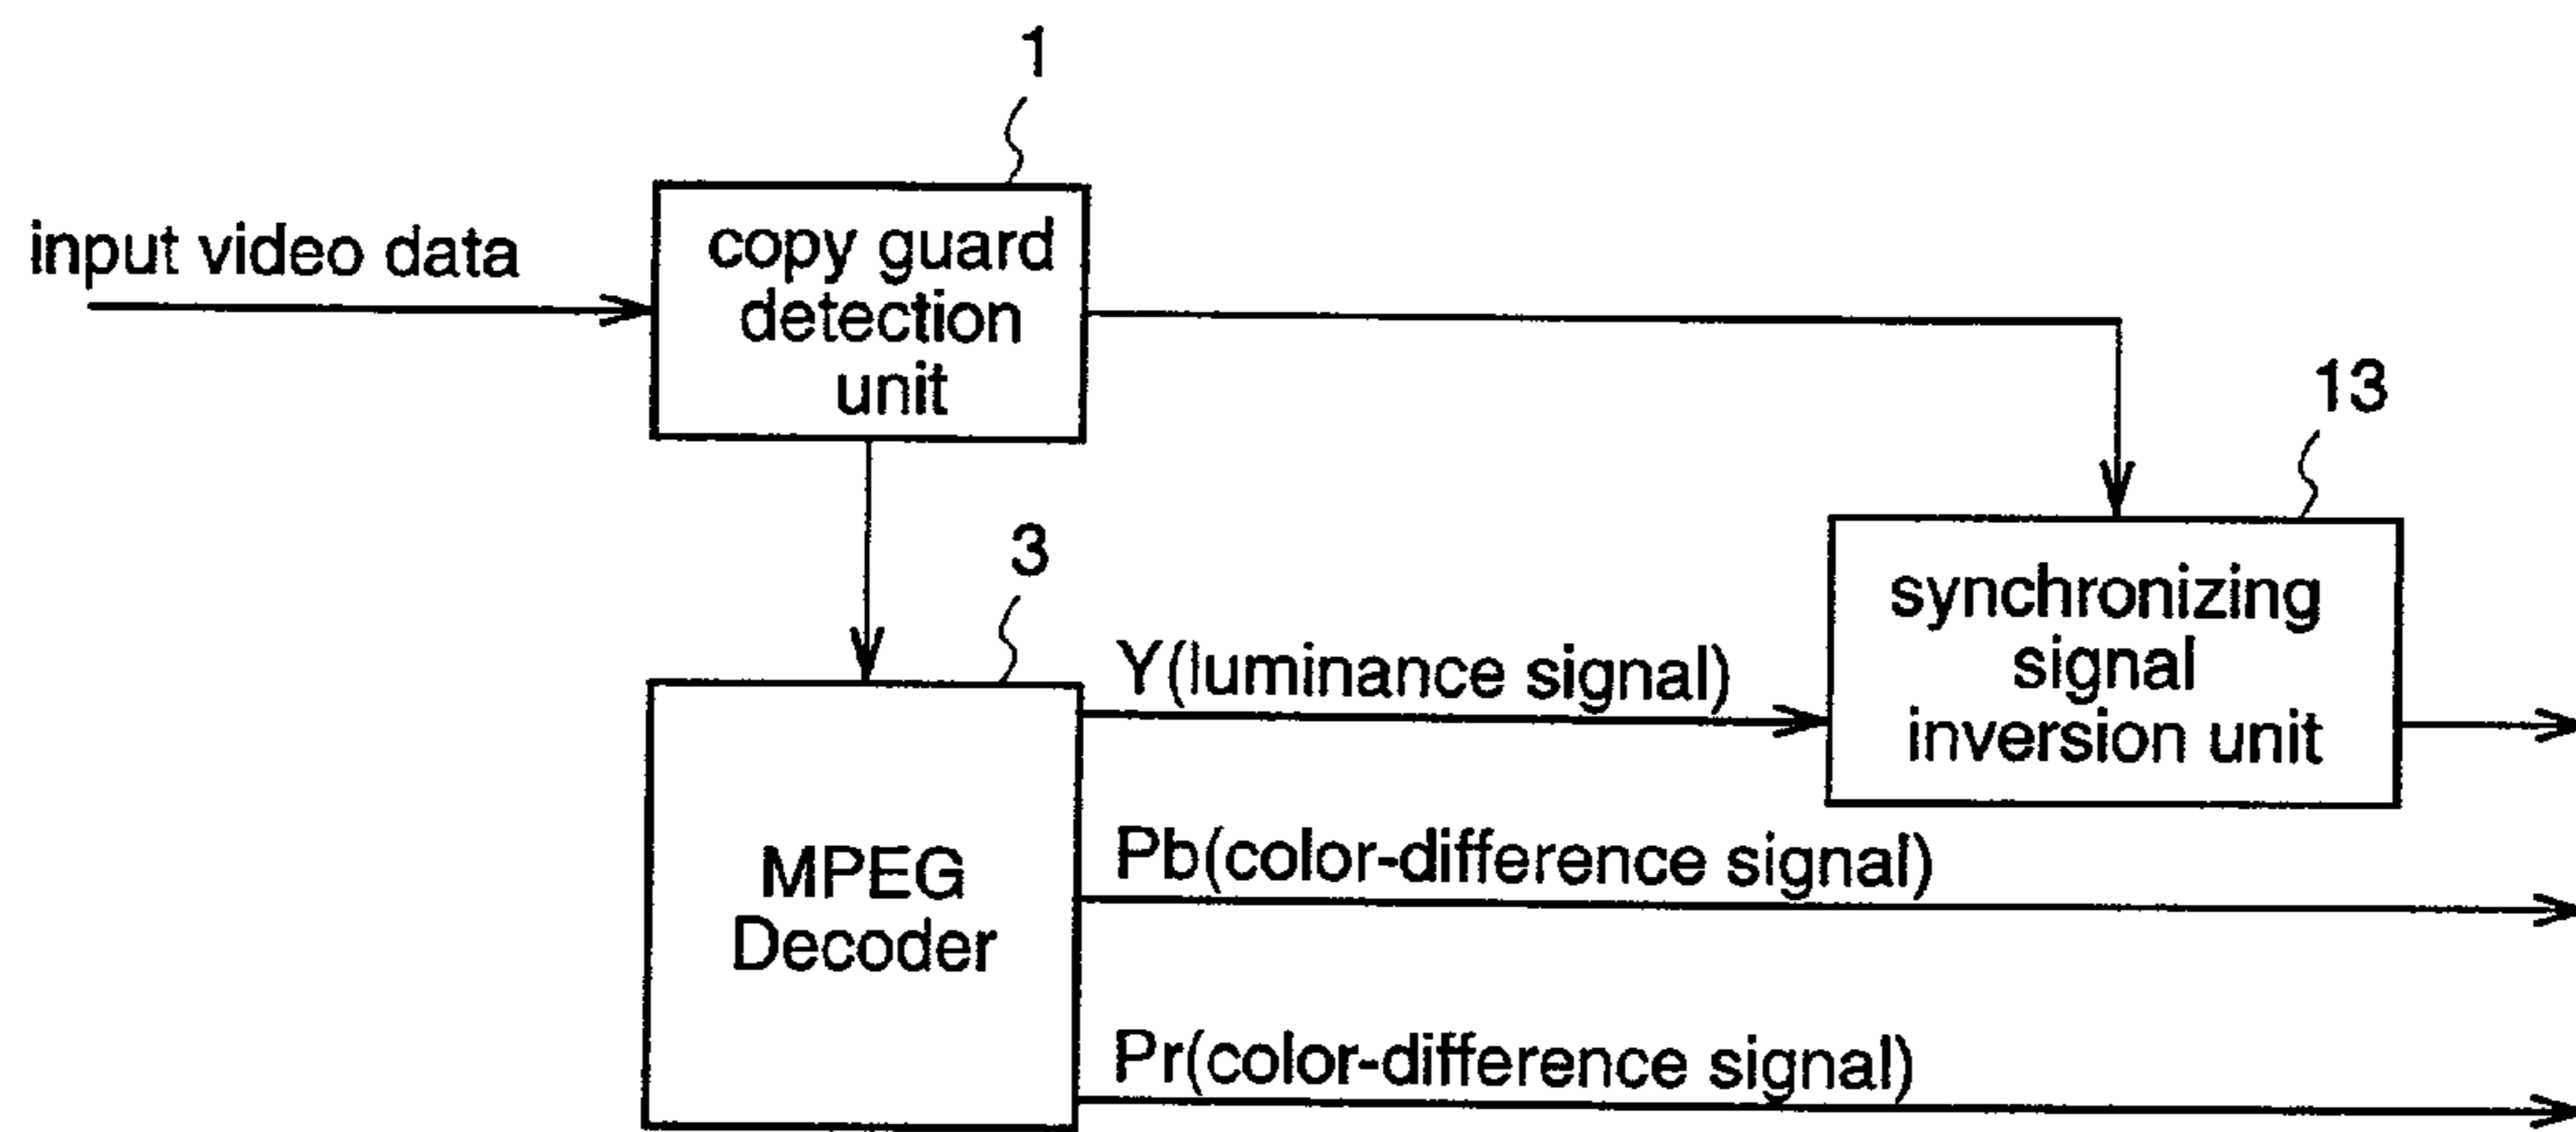 1
input video data
copy guard
detection
unit
13
3
synchronizing
signal
inversion unit
Y(luminance signal)
MPEG
Decoder
Pb(color-difference signal)
Pr(color-difference signal)